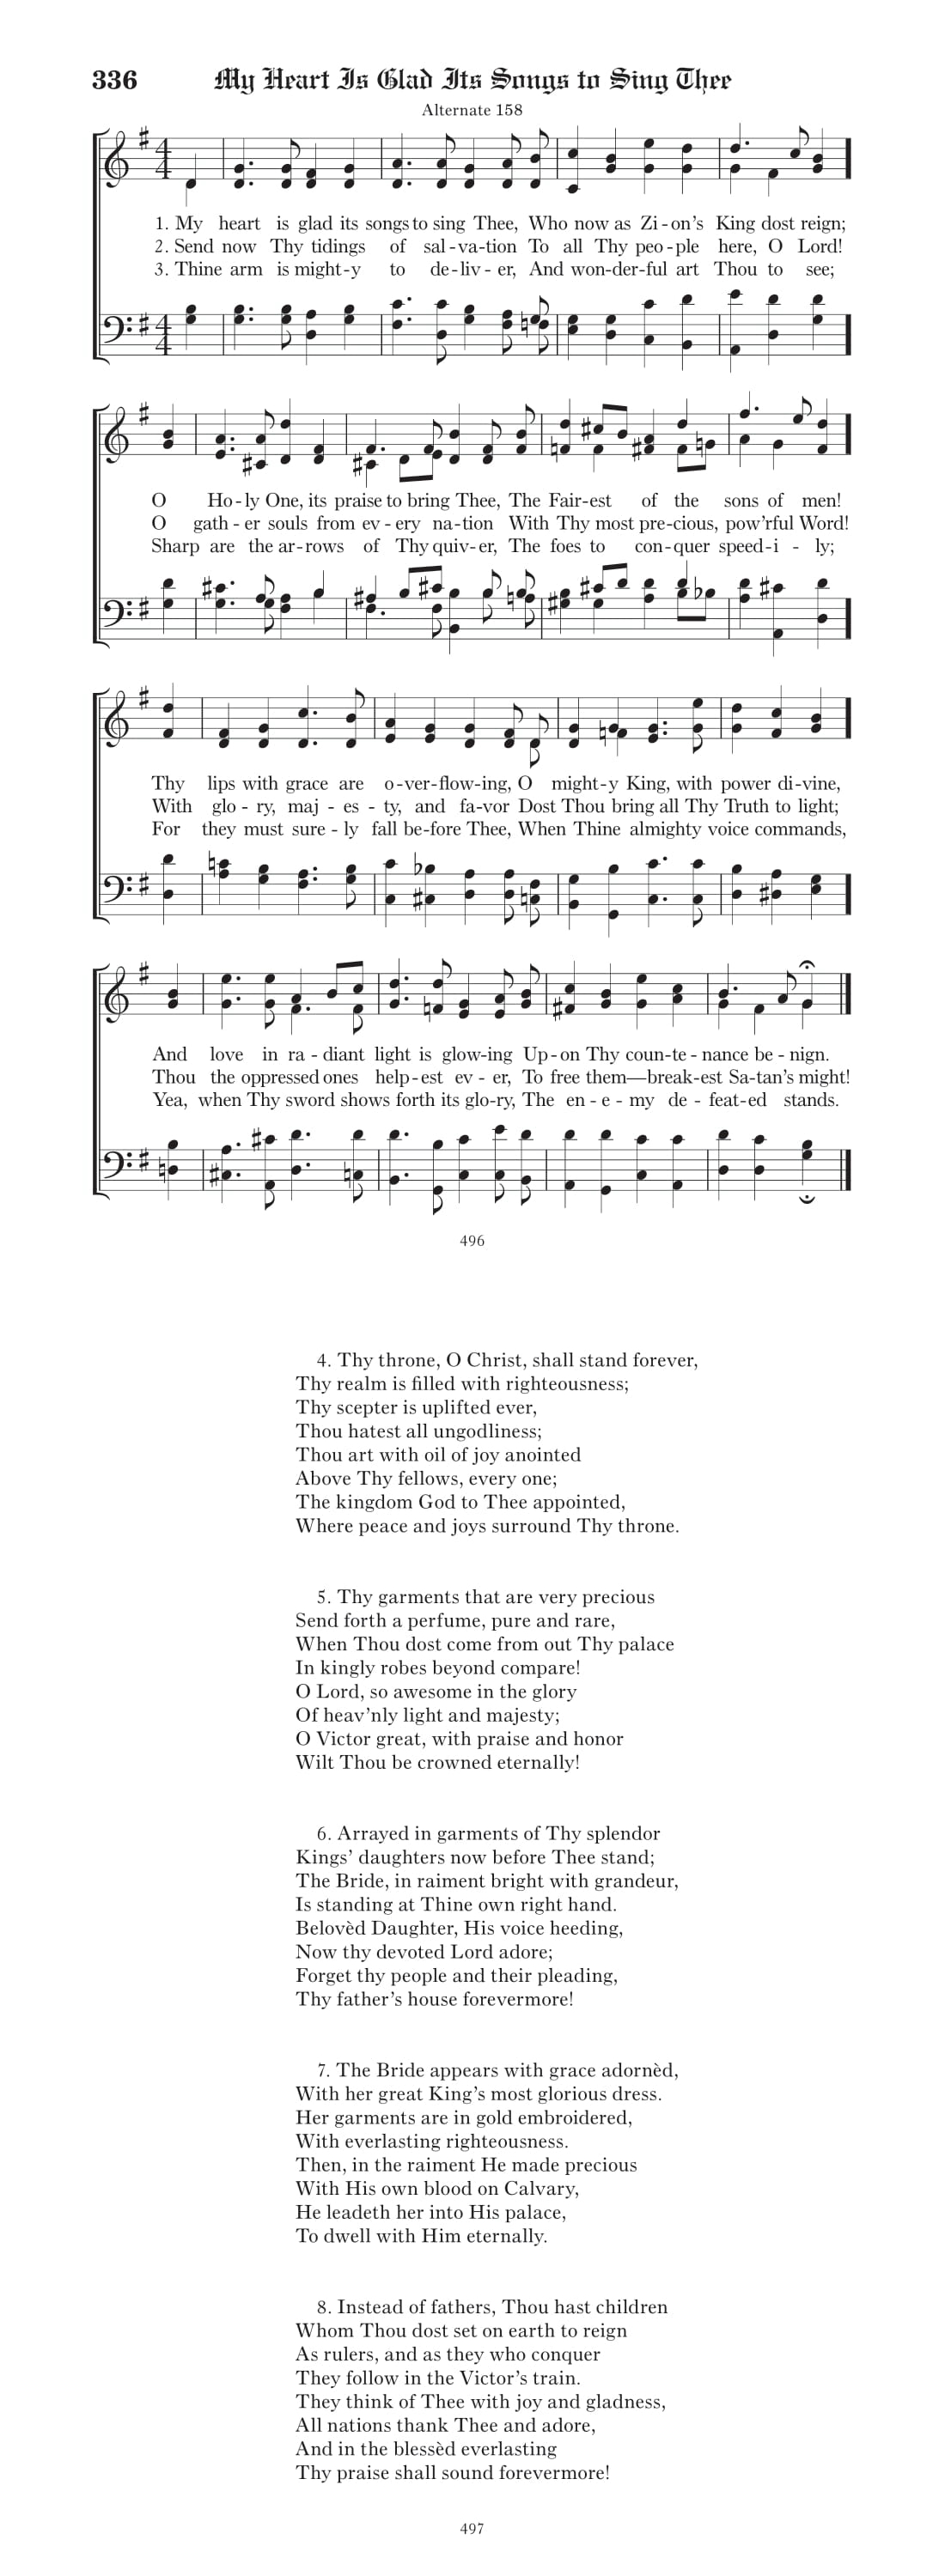 336 My Heart Is Glad Its Songs to Sing Thee
Alternate 158
1. My heart is glad its songs to sing Thee, Who now as Zi-on's King dost reign;
2. Send now Thy tidings of sal-va-tion To all Thy peo-ple here, O Lord!
3. Thine arm is might-y to de-liv-er, And won-der-ful art Thou to see;
O Ho-ly One, its praise to bring Thee, The Fair-est of the sons of men!
O gath-er souls from ev-ery na-tion With Thy most pre-cious, pow'rful Word!
Sharp are the ar-rows of Thy quiv-er, The foes to con-quer speed-i-ly;
Thy lips with grace are o-ver-flow-ing, O might-y King, with power di-vine,
With glo-ry, maj-es-ty, and fa-vor Dost Thou bring all Thy Truth to light;
For they must sure-ly fall be-fore Thee, When Thine almighty voice commands,
And love in ra-diant light is glow-ing Up-on Thy coun-te-nance be-nign.
Thou the oppressed ones help-est ev-er, To free them—break-est Sa-tan's might!
Yea, when Thy sword shows forth its glo-ry, The en-e-my de-feat-ed stands.
496
4. Thy throne, O Christ, shall stand forever,
Thy realm is filled with righteousness;
Thy scepter is uplifted ever,
Thou hatest all ungodliness;
Thou art with oil of joy anointed
Above Thy fellows, every one;
The kingdom God to Thee appointed,
Where peace and joys surround Thy throne.
5. Thy garments that are very precious
Send forth a perfume, pure and rare,
When Thou dost come from out Thy palace
In kingly robes beyond compare!
O Lord, so awesome in the glory
Of heav'nly light and majesty;
O Victor great, with praise and honor
Wilt Thou be crowned eternally!
6. Arrayed in garments of Thy splendor
Kings' daughters now before Thee stand;
The Bride, in raiment bright with grandeur,
Is standing at Thine own right hand.
Belovèd Daughter, His voice heeding,
Now thy devoted Lord adore;
Forget thy people and their pleading,
Thy father's house forevermore!
7. The Bride appears with grace adornèd,
With her great King's most glorious dress.
Her garments are in gold embroidered,
With everlasting righteousness.
Then, in the raiment He made precious
With His own blood on Calvary,
He leadeth her into His palace,
To dwell with Him eternally.
8. Instead of fathers, Thou hast children
Whom Thou dost set on earth to reign
As rulers, and as they who conquer
They follow in the Victor's train.
They think of Thee with joy and gladness,
All nations thank Thee and adore,
And in the blessèd everlasting
Thy praise shall sound forevermore!
497